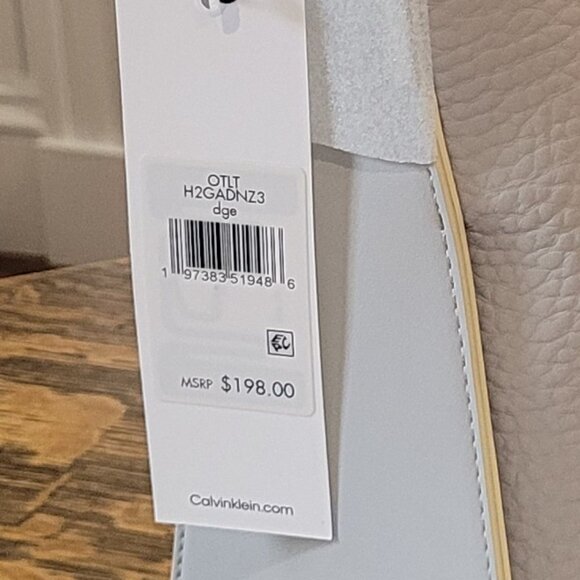 OTLT
H2GADNZ3
dge
1 97383 51948 6
MSRP $198.00
Calvinklein.com